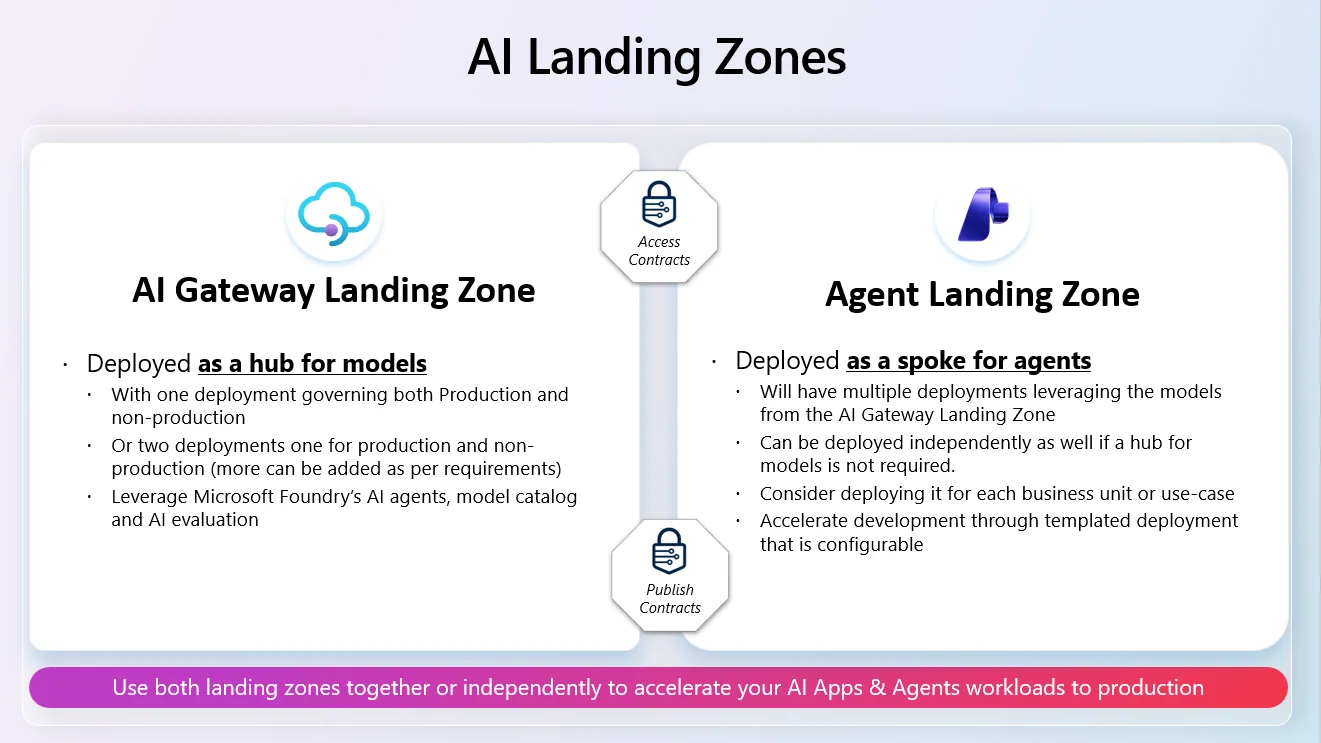 AI Landing Zones
Access
Contracts
AI Gateway Landing Zone
· Deployed as a hub for models
· With one deployment governing both Production and
non-production
· Or two deployments one for production and non-
production (more can be added as per requirements)
· Leverage Microsoft Foundry’s AI agents, model catalog
and AI evaluation
Agent Landing Zone
· Deployed as a spoke for agents
· Will have multiple deployments leveraging the models
from the AI Gateway Landing Zone
· Can be deployed independently as well if a hub for
models is not required.
· Consider deploying it for each business unit or use-case
· Accelerate development through templated deployment
that is configurable
Publish
Contracts
Use both landing zones together or independently to accelerate your AI Apps & Agents workloads to production